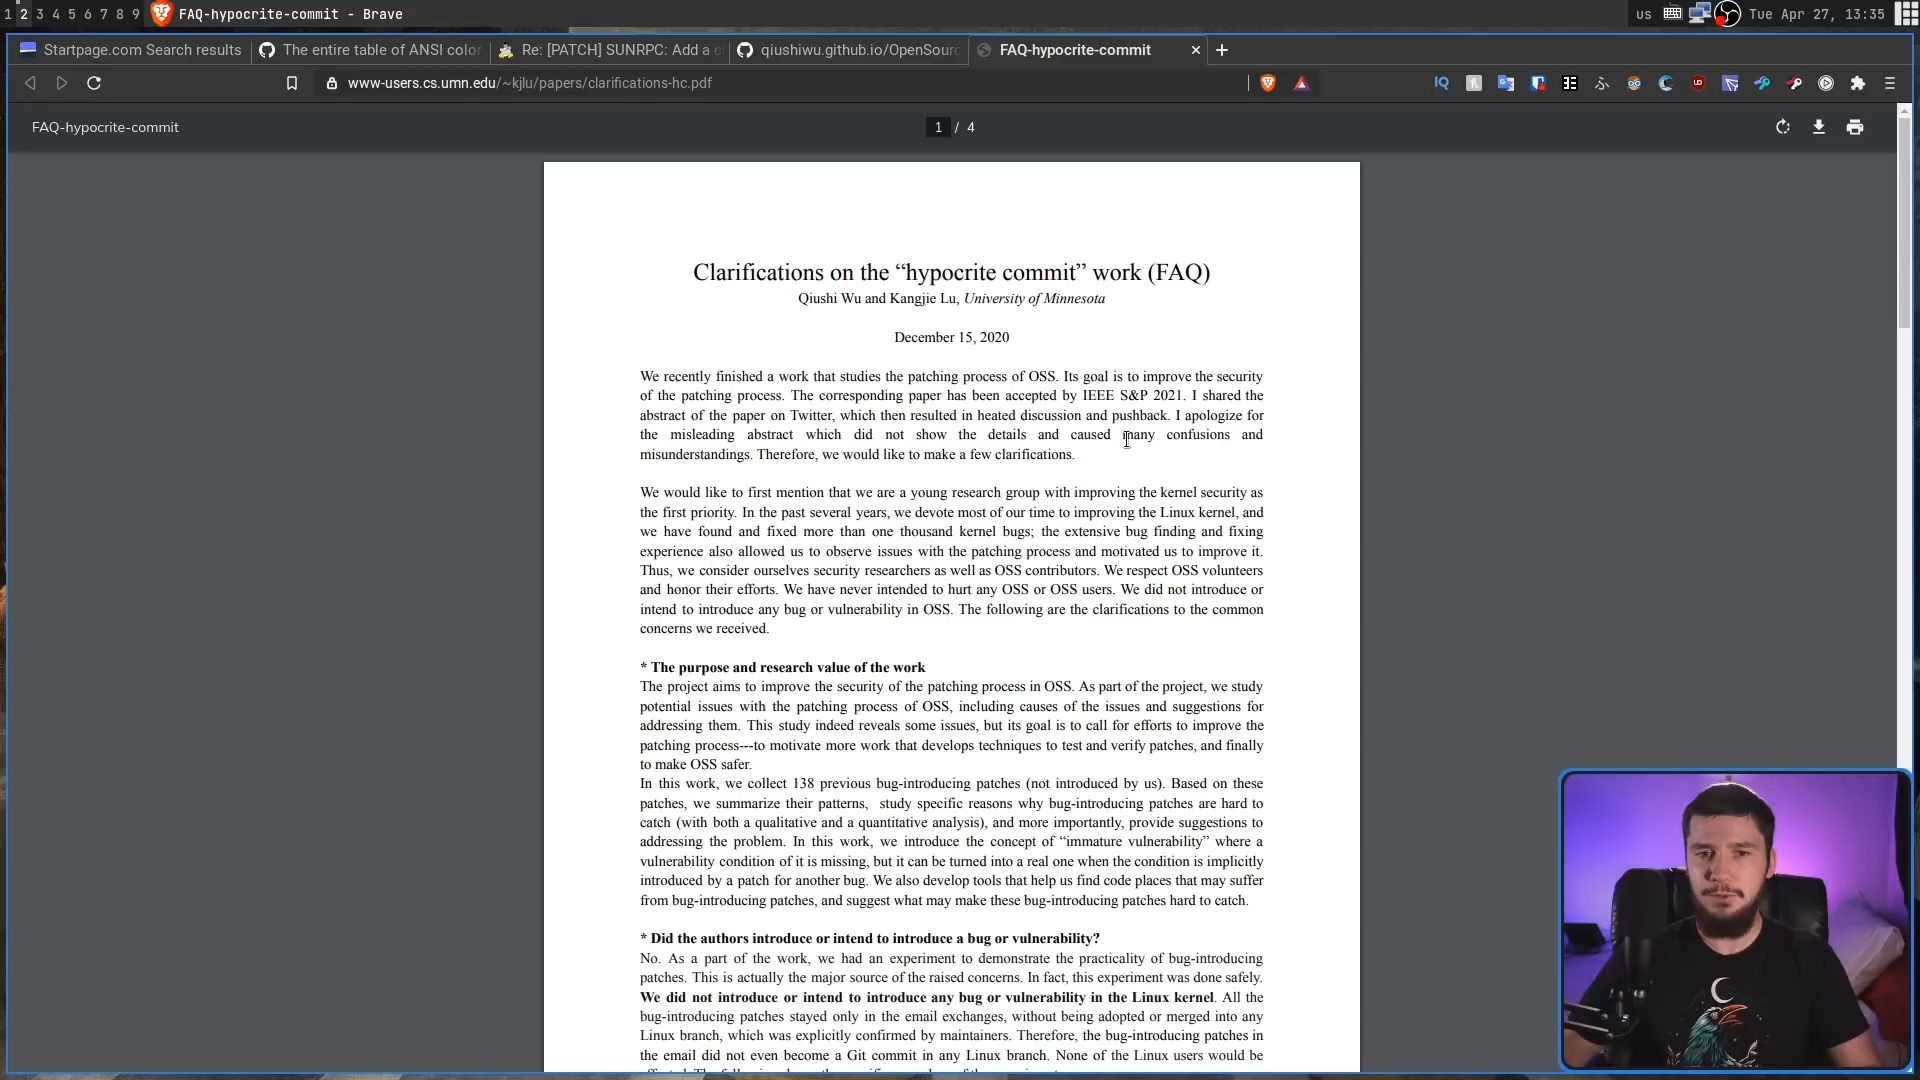 1 2 3 4 5 6 7 8 9 FAQ-hypocrite-commit - Brave
us Tue Apr 27, 13:35
Startpage.com Search results
The entire table of ANSI color
Re: [PATCH] SUNRPC: Add a c
qiushiwu.github.io/OpenSourc
FAQ-hypocrite-commit
www-users.cs.umn.edu/~kjlu/papers/clarifications-hc.pdf
FAQ-hypocrite-commit
1 / 4
Clarifications on the “hypocrite commit” work (FAQ)
Qiushi Wu and Kangjie Lu, University of Minnesota
December 15, 2020
We recently finished a work that studies the patching process of OSS. Its goal is to improve the security
of the patching process. The corresponding paper has been accepted by IEEE S&P 2021. I shared the
abstract of the paper on Twitter, which then resulted in heated discussion and pushback. I apologize for
the misleading abstract which did not show the details and caused many confusions and
misunderstandings. Therefore, we would like to make a few clarifications.
We would like to first mention that we are a young research group with improving the kernel security as
the first priority. In the past several years, we devote most of our time to improving the Linux kernel, and
we have found and fixed more than one thousand kernel bugs; the extensive bug finding and fixing
experience also allowed us to observe issues with the patching process and motivated us to improve it.
Thus, we consider ourselves security researchers as well as OSS contributors. We respect OSS volunteers
and honor their efforts. We have never intended to hurt any OSS or OSS users. We did not introduce or
intend to introduce any bug or vulnerability in OSS. The following are the clarifications to the common
concerns we received.
* The purpose and research value of the work
The project aims to improve the security of the patching process in OSS. As part of the project, we study
potential issues with the patching process of OSS, including causes of the issues and suggestions for
addressing them. This study indeed reveals some issues, but its goal is to call for efforts to improve the
patching process---to motivate more work that develops techniques to test and verify patches, and finally
to make OSS safer.
In this work, we collect 138 previous bug-introducing patches (not introduced by us). Based on these
patches, we summarize their patterns, study specific reasons why bug-introducing patches are hard to
catch (with both a qualitative and a quantitative analysis), and more importantly, provide suggestions to
addressing the problem. In this work, we introduce the concept of “immature vulnerability” where a
vulnerability condition of it is missing, but it can be turned into a real one when the condition is implicitly
introduced by a patch for another bug. We also develop tools that help us find code places that may suffer
from bug-introducing patches, and suggest what may make these bug-introducing patches hard to catch.
* Did the authors introduce or intend to introduce a bug or vulnerability?
No. As a part of the work, we had an experiment to demonstrate the practicality of bug-introducing
patches. This is actually the major source of the raised concerns. In fact, this experiment was done safely.
We did not introduce or intend to introduce any bug or vulnerability in the Linux kernel. All the
bug-introducing patches stayed only in the email exchanges, without being adopted or merged into any
Linux branch, which was explicitly confirmed by maintainers. Therefore, the bug-introducing patches in
the email did not even become a Git commit in any Linux branch. None of the Linux users would be